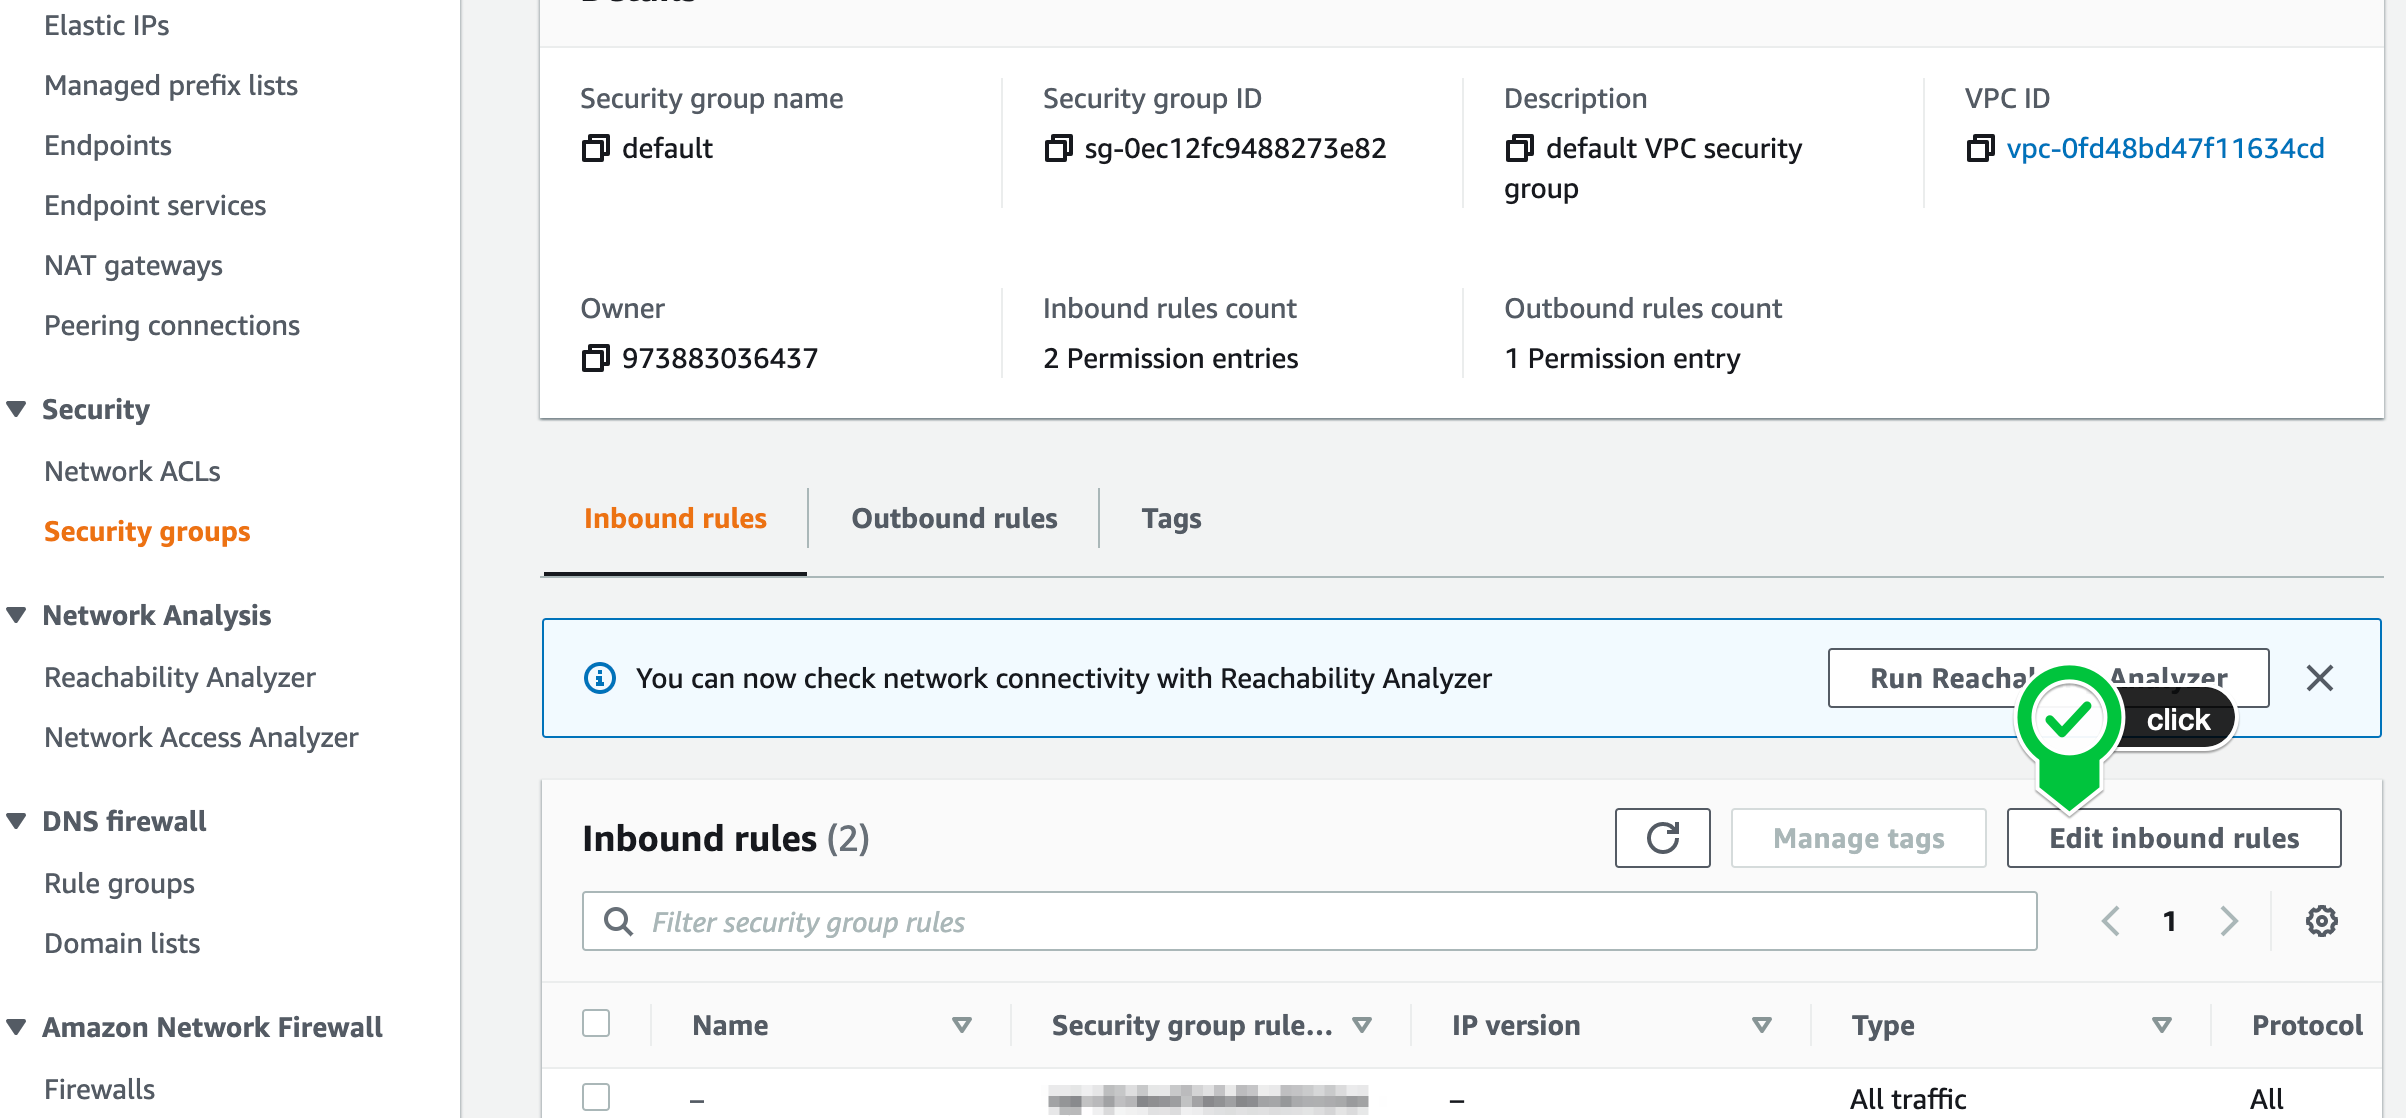 Elastic IPs
Managed prefix lists
Endpoints
Endpoint services
NAT gateways
Peering connections
Security
Network ACLs
Security groups
Network Analysis
Reachability Analyzer
Network Access Analyzer
DNS firewall
Rule groups
Domain lists
Amazon Network Firewall
Firewalls
Security group name
default
Security group ID
sg-0ec12fc9488273e82
Description
default VPC security
group
VPC ID
vpc-0fd48bd47f11634cd
Owner
973883036437
Inbound rules count
2 Permission entries
Outbound rules count
1 Permission entry
Inbound rules
Outbound rules
Tags
You can now check network connectivity with Reachability Analyzer
Run Analyzer
click
Inbound rules (2)
Manage tags
Edit inbound rules
Filter security group rules
1
Name
Security group rule...
IP version
Type
Protocol
–
–
All traffic
All